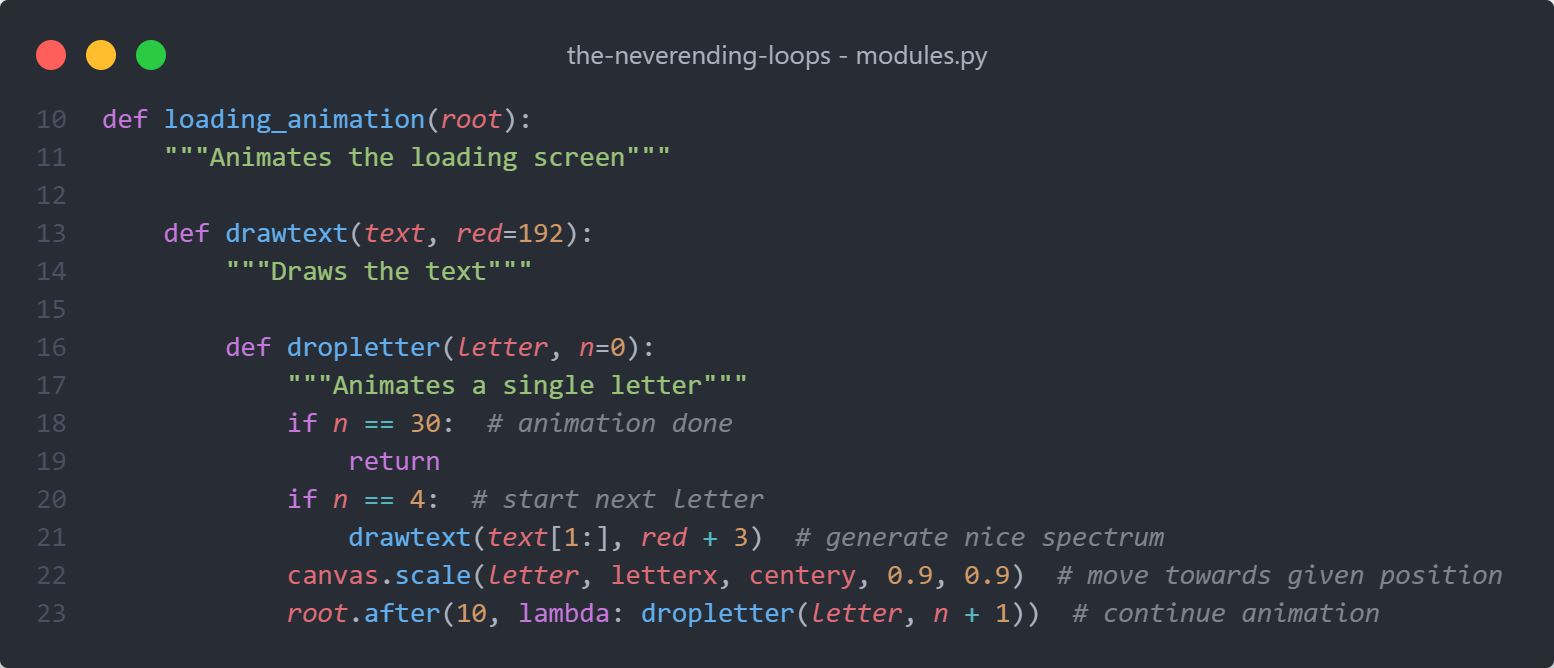 the-neverending-loops - modules.py
10 def loading_animation(root):
11     """Animates the loading screen"""
12
13     def drawtext(text, red=192):
14         """Draws the text"""
15
16         def dropletter(letter, n=0):
17             """Animates a single letter"""
18             if n == 30:  # animation done
19                 return
20             if n == 4:  # start next letter
21                 drawtext(text[1:], red + 3)  # generate nice spectrum
22             canvas.scale(letter, letterx, centery, 0.9, 0.9)  # move towards given position
23             root.after(10, lambda: dropletter(letter, n + 1))  # continue animation